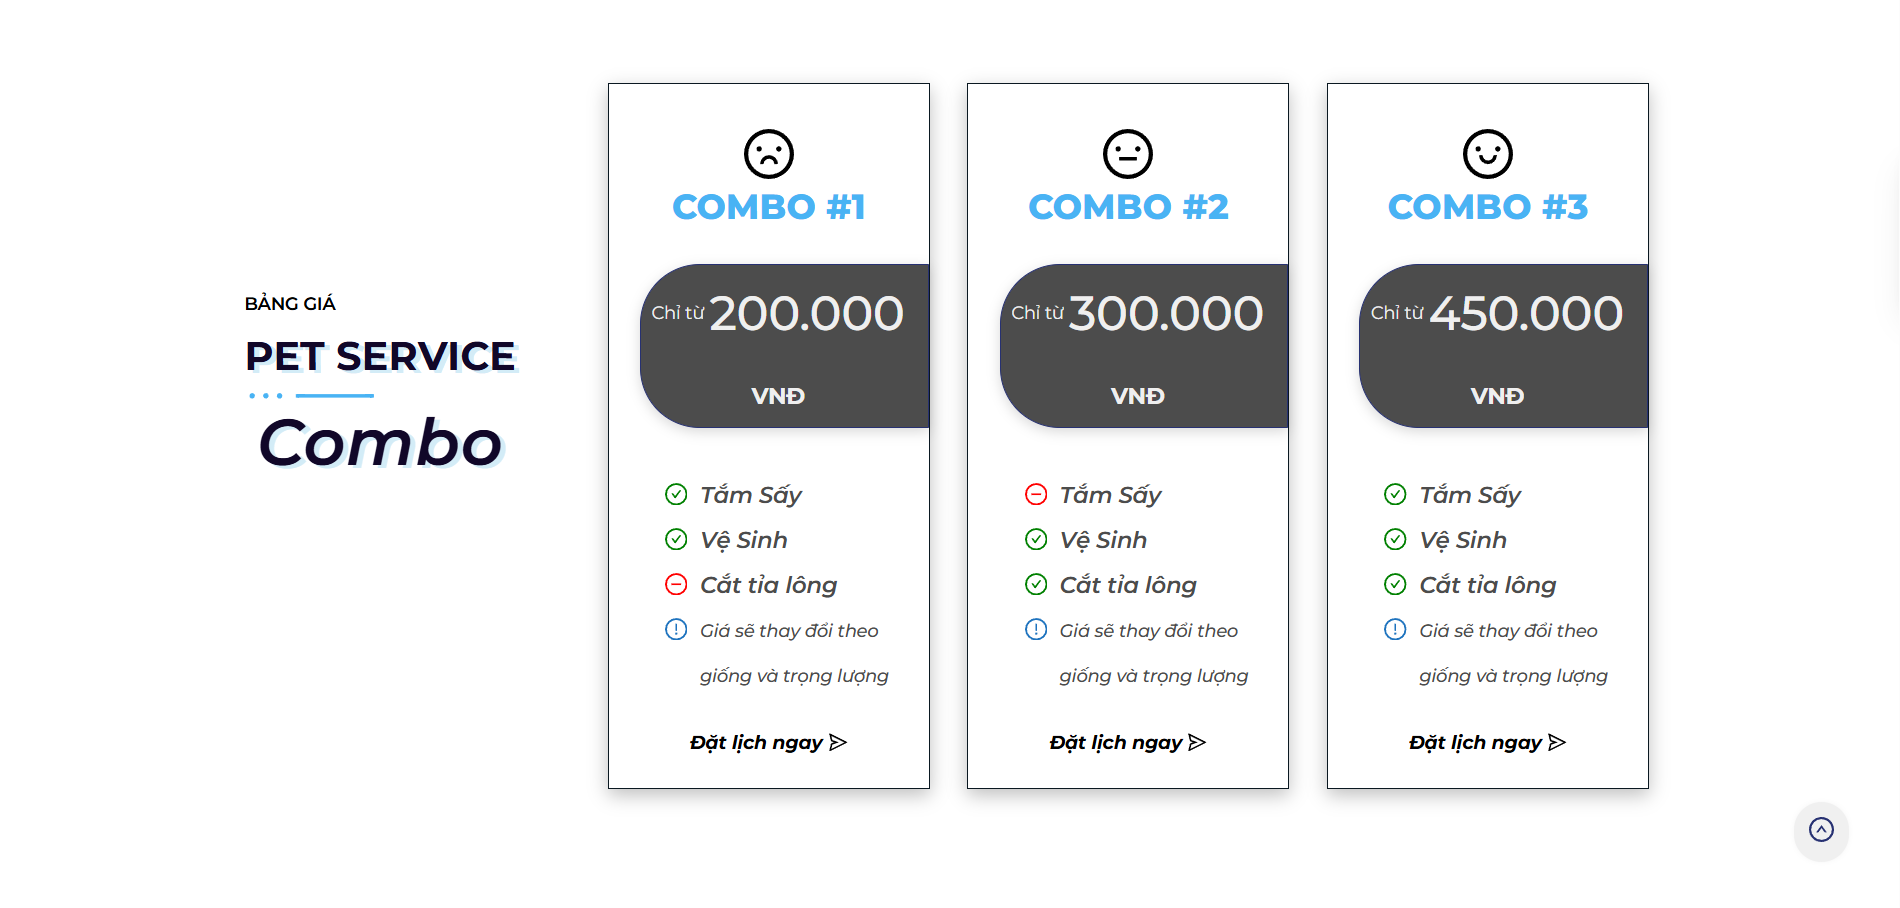 BẢNG GIÁ
PET SERVICE
Combo
COMBO #1
Chỉ từ 200.000
VNĐ
Tắm Sấy
Vệ Sinh
Cắt tỉa lông
Giá sẽ thay đổi theo
giống và trọng lượng
Đặt lịch ngay
COMBO #2
Chỉ từ 300.000
VNĐ
Tắm Sấy
Vệ Sinh
Cắt tỉa lông
Giá sẽ thay đổi theo
giống và trọng lượng
Đặt lịch ngay
COMBO #3
Chỉ từ 450.000
VNĐ
Tắm Sấy
Vệ Sinh
Cắt tỉa lông
Giá sẽ thay đổi theo
giống và trọng lượng
Đặt lịch ngay